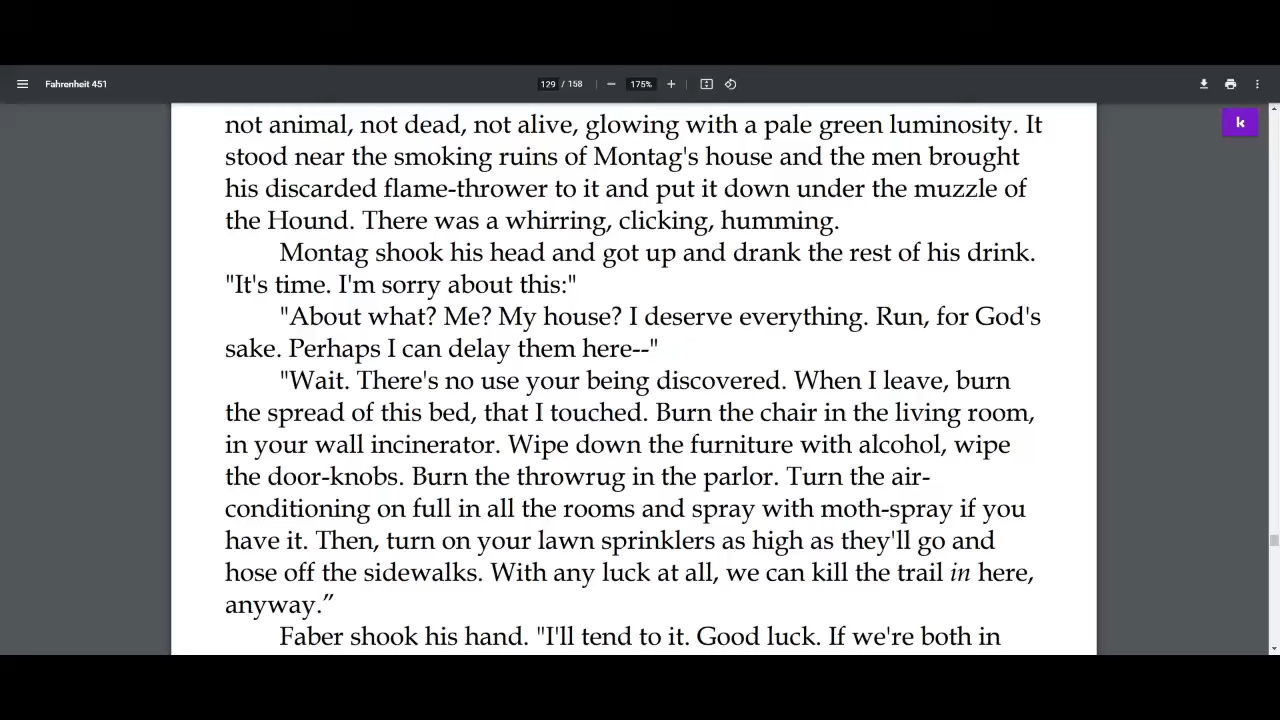 Fahrenheit 451
129 / 158
175%
k
not animal, not dead, not alive, glowing with a pale green luminosity. It
stood near the smoking ruins of Montag's house and the men brought
his discarded flame-thrower to it and put it down under the muzzle of
the Hound. There was a whirring, clicking, humming.
Montag shook his head and got up and drank the rest of his drink.
"It's time. I'm sorry about this:"
"About what? Me? My house? I deserve everything. Run, for God's
sake. Perhaps I can delay them here--"
"Wait. There's no use your being discovered. When I leave, burn
the spread of this bed, that I touched. Burn the chair in the living room,
in your wall incinerator. Wipe down the furniture with alcohol, wipe
the door-knobs. Burn the throwrug in the parlor. Turn the air-
conditioning on full in all the rooms and spray with moth-spray if you
have it. Then, turn on your lawn sprinklers as high as they'll go and
hose off the sidewalks. With any luck at all, we can kill the trail in here,
anyway.”
Faber shook his hand. "I'll tend to it. Good luck. If we're both in